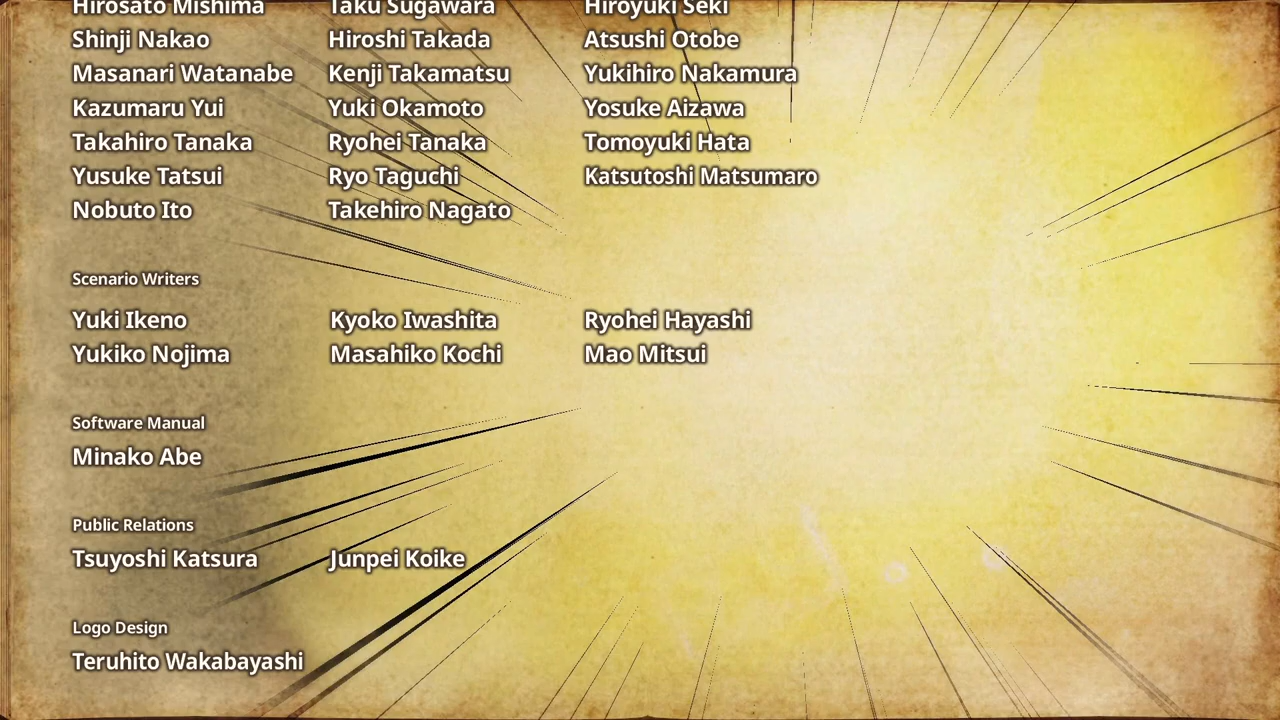 Hirosato Mishima Taku Sugawara Hiroyuki Seki
Shinji Nakao Hiroshi Takada Atsushi Otobe
Masanari Watanabe Kenji Takamatsu Yukihiro Nakamura
Kazumaru Yui Yuki Okamoto Yosuke Aizawa
Takahiro Tanaka Ryohei Tanaka Tomoyuki Hata
Yusuke Tatsui Ryo Taguchi Katsutoshi Matsumaro
Nobuto Ito Takehiro Nagato
Scenario Writers
Yuki Ikeno Kyoko Iwashita Ryohei Hayashi
Yukiko Nojima Masahiko Kochi Mao Mitsui
Software Manual
Minako Abe
Public Relations
Tsuyoshi Katsura Junpei Koike
Logo Design
Teruhito Wakabayashi